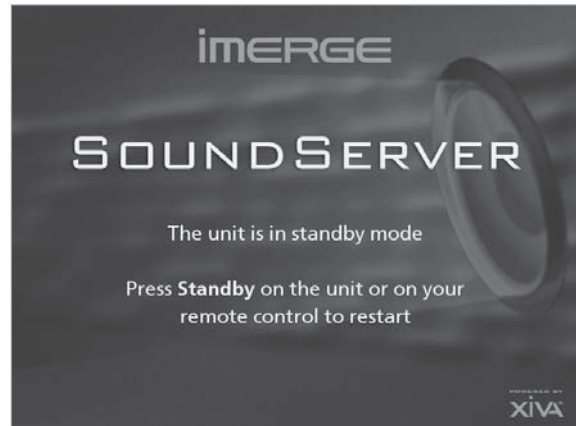 imerge
SOUNDSERVER
The unit is in standby mode
Press Standby on the unit or on your
remote control to restart
POWERED BY
XiVA